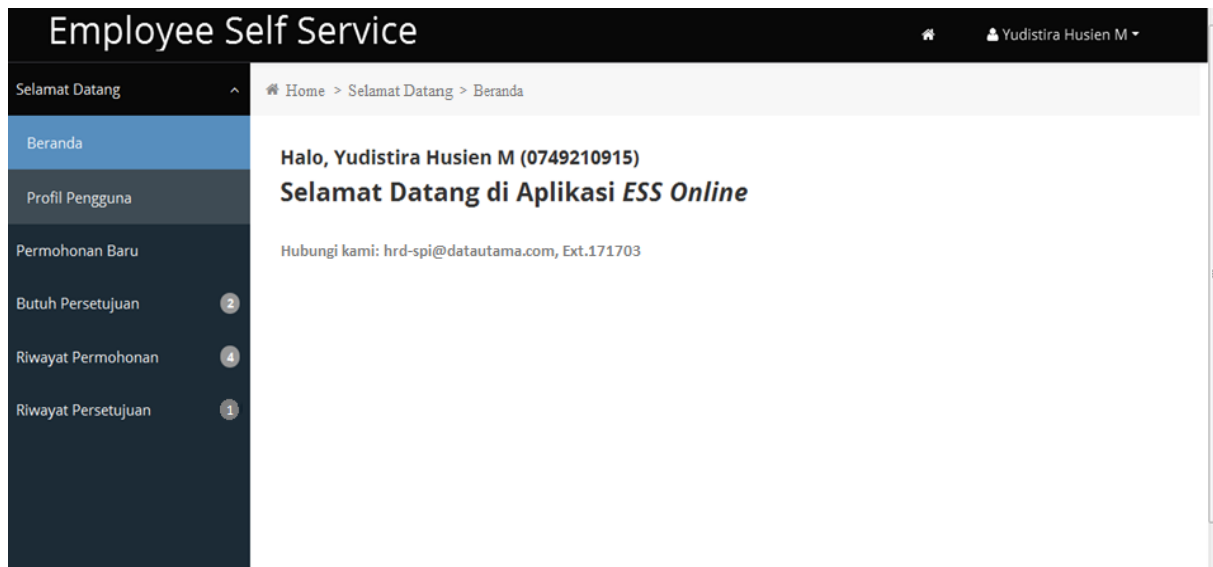 Employee Self Service
Yudistira Husien M
Selamat Datang
Home > Selamat Datang > Beranda
Beranda
Profil Pengguna
Permohonan Baru
Butuh Persetujuan 2
Riwayat Permohonan 4
Riwayat Persetujuan 1
Halo, Yudistira Husien M (0749210915)
Selamat Datang di Aplikasi ESS Online
Hubungi kami: hrd-spi@datautama.com, Ext.171703